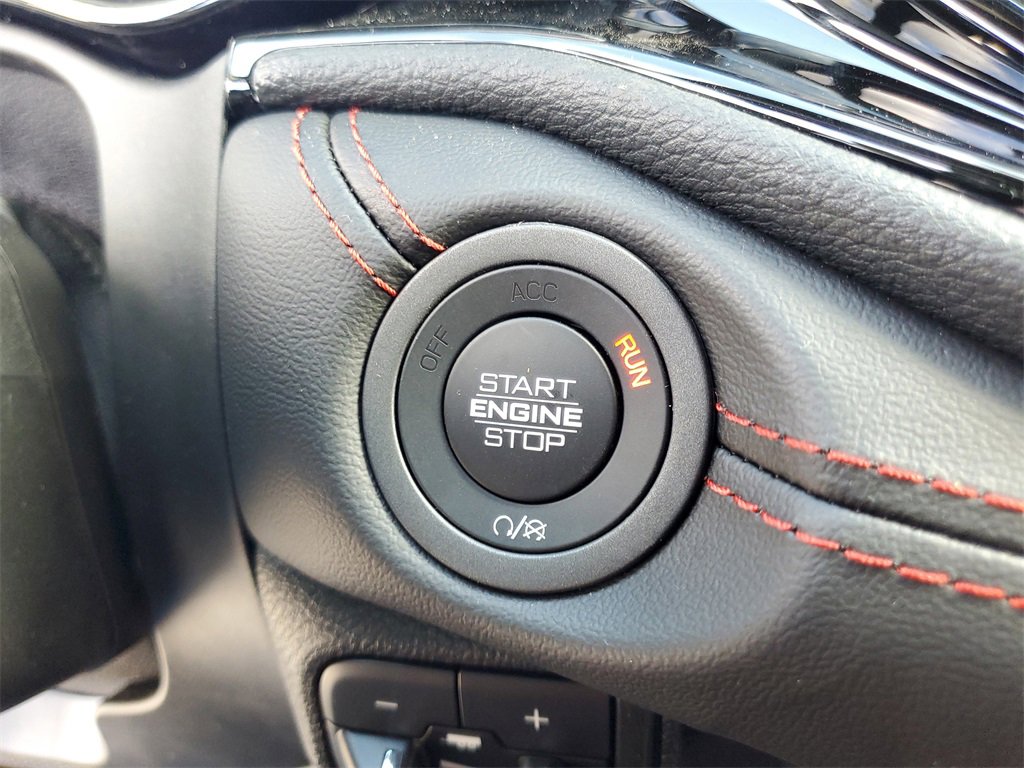 ACC
OFF
RUN
START
ENGINE
STOP
− +